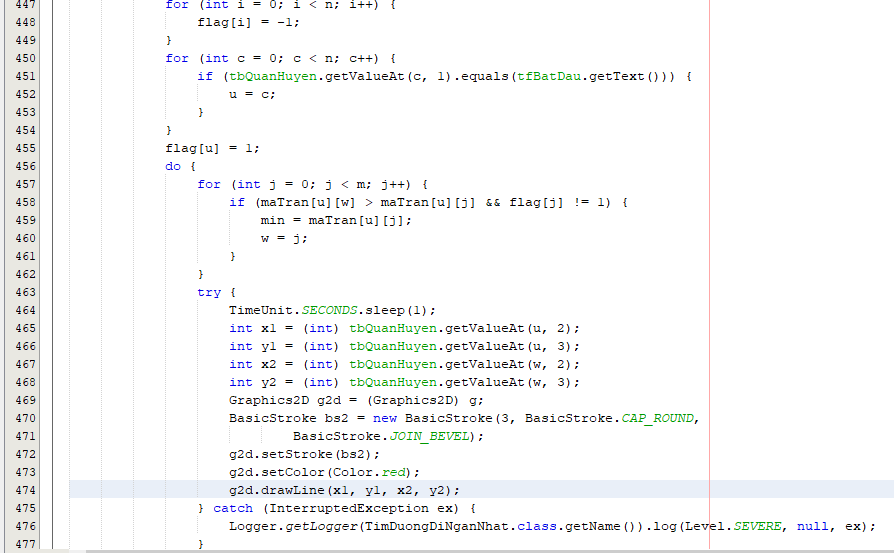 447 for (int i = 0; i < n; i++) {
448 flag[i] = -1;
449 }
450 for (int c = 0; c < n; c++) {
451 if (tbQuanHuyen.getValueAt(c, 1).equals(tfBatDau.getText())) {
452 u = c;
453 }
454 }
455 flag[u] = 1;
456 do {
457 for (int j = 0; j < m; j++) {
458 if (maTran[u][w] > maTran[u][j] && flag[j] != 1) {
459 min = maTran[u][j];
460 w = j;
461 }
462 }
463 try {
464 TimeUnit.SECONDS.sleep(1);
465 int x1 = (int) tbQuanHuyen.getValueAt(u, 2);
466 int y1 = (int) tbQuanHuyen.getValueAt(u, 3);
467 int x2 = (int) tbQuanHuyen.getValueAt(w, 2);
468 int y2 = (int) tbQuanHuyen.getValueAt(w, 3);
469 Graphics2D g2d = (Graphics2D) g;
470 BasicStroke bs2 = new BasicStroke(3, BasicStroke.CAP_ROUND,
471 BasicStroke.JOIN_BEVEL);
472 g2d.setStroke(bs2);
473 g2d.setColor(Color.red);
474 g2d.drawLine(x1, y1, x2, y2);
475 } catch (InterruptedException ex) {
476 Logger.getLogger(TimDuongDiNganNhat.class.getName()).log(Level.SEVERE, null, ex);
477 }